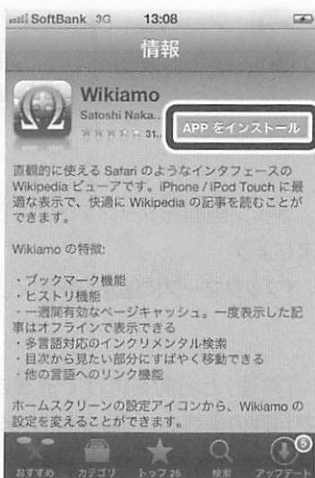 SoftBank 3G 13:08
情報
Wikiamo
Satoshi Naka...
31...
APP をインストール
直観的に使える Safari のようなインタフェースの
Wikipedia ビューアです。iPhone / iPod Touch に最
適な表示で、快適に Wikipedia の記事を読むことが
できます。
Wikiamo の特徴:
・ブックマーク機能
・ヒストリ機能
・一週間有効なページキャッシュ。一度表示した記
事はオフラインで表示できる
・多言語対応のインクリメンタル検索
・目次から見たい部分にすばやく移動できる
・他の言語へのリンク機能
ホームスクリーンの設定アイコンから、Wikiamo の
設定を変えることができます。
5
おすすめ カテゴリ トップ 25 検索 アップデート